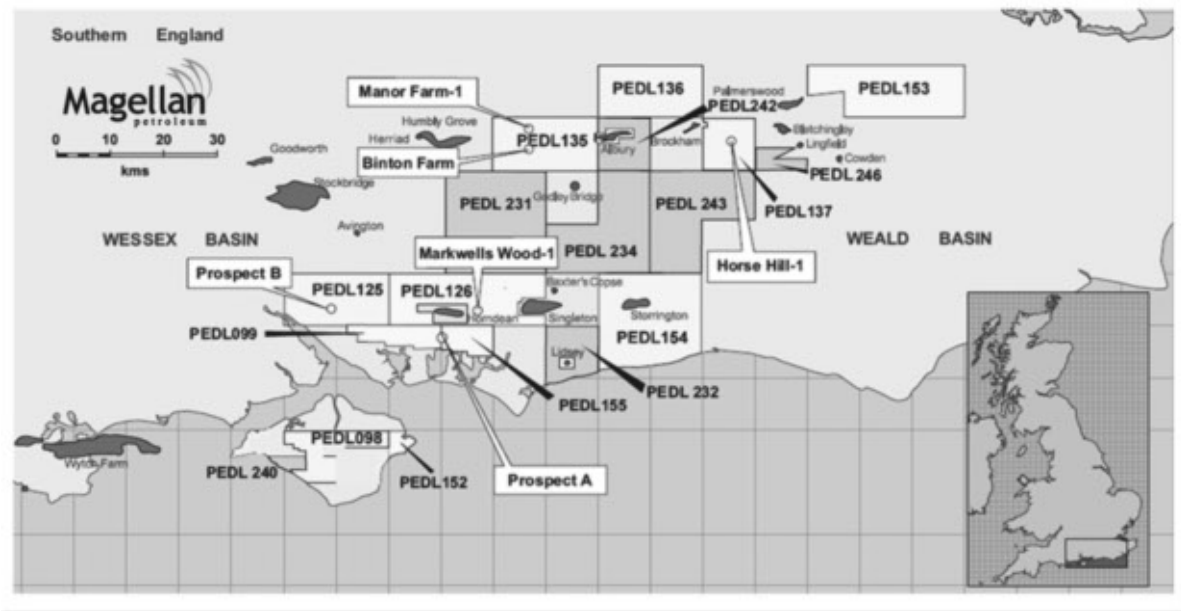 Southern England
Magellan
petroleum
0 10 20 30
kms
Manor Farm-1
PEDL136
Palmerswood
PEDL242
PEDL153
Humbly Grove
Herriad
PEDL135
Albury
Brockham
Bletchingley
Lingfield
Cowden
Goodworth
Binton Farm
PEDL 246
Stockbridge
PEDL 231
Godley Bridge
PEDL 243
PEDL137
Avington
WESSEX BASIN
Markwells Wood-1
PEDL 234
WEALD BASIN
Horse Hill-1
Prospect B
PEDL125
PEDL126
Baxter's Copse
Horndean
Singleton
Storrington
PEDL099
PEDL154
Lidsey
PEDL155
PEDL 232
PEDL098
Wytch Farm
PEDL 240
PEDL152
Prospect A